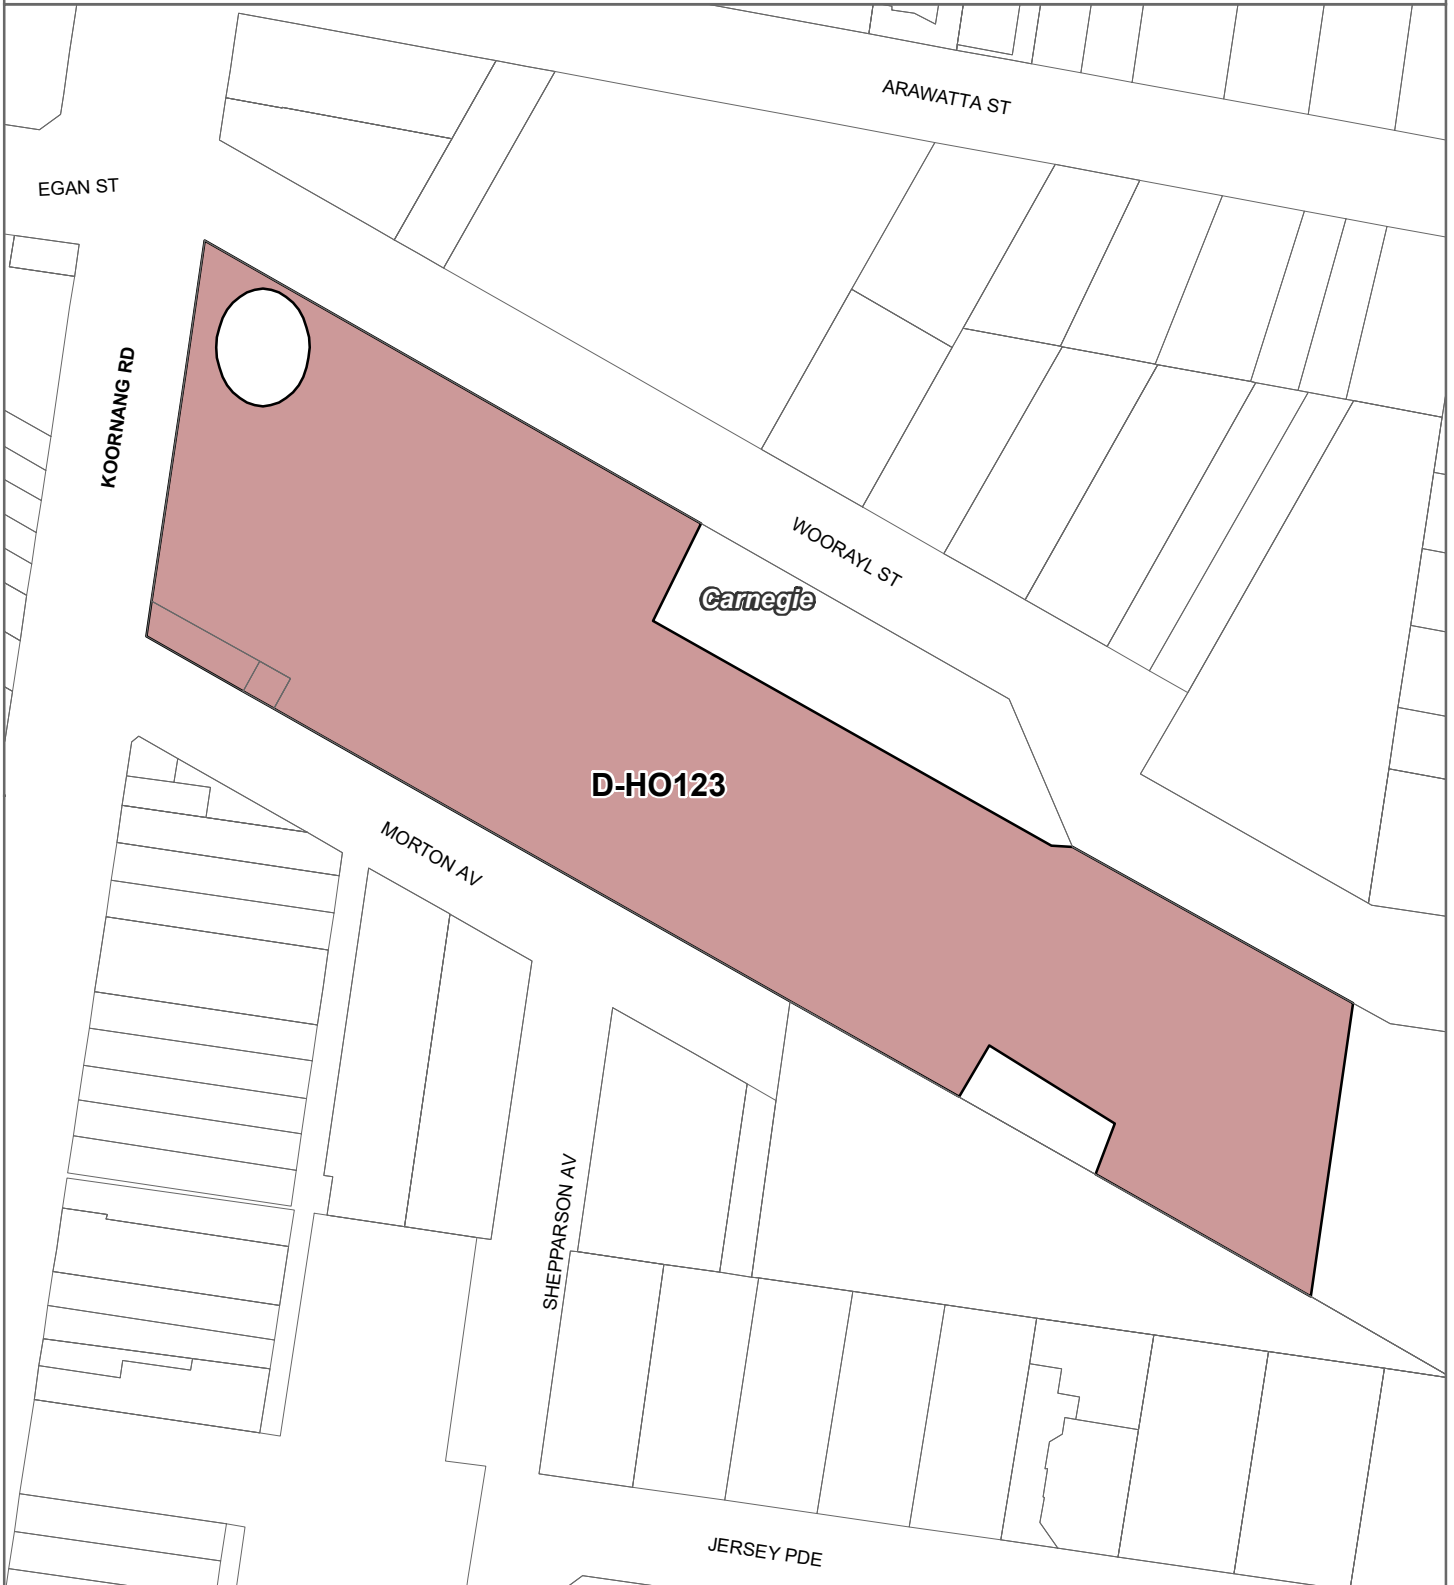 ARAWATTA ST
EGAN ST
KOORNANG RD
WOORAYL ST
Carnegie
D-HO123
MORTON AV
SHEPPARSON AV
JERSEY PDE